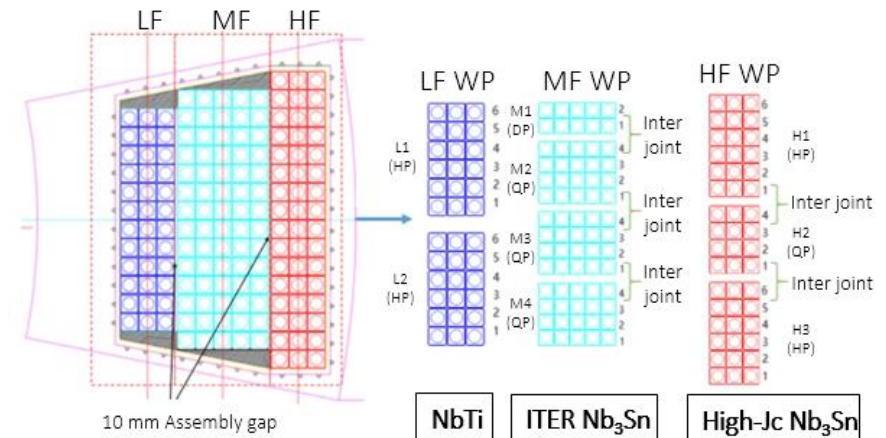 LF MF HF
10 mm Assembly gap
LF WP
6
5
4
3
2
1
L1
(HP)
6
5
4
3
2
1
L2
(HP)
NbTi
MF WP
M1
(DP)
2
1
M2
(QP)
4
3
2
1
M3
(QP)
4
3
2
1
M4
(QP)
4
3
2
1
Inter
joint
Inter
joint
Inter
joint
ITER Nb₃Sn
HF WP
6
5
4
3
2
1
H1
(HP)
4
3
2
1
H2
(QP)
6
5
4
3
2
1
H3
(HP)
Inter joint
Inter joint
High-Jc Nb₃Sn